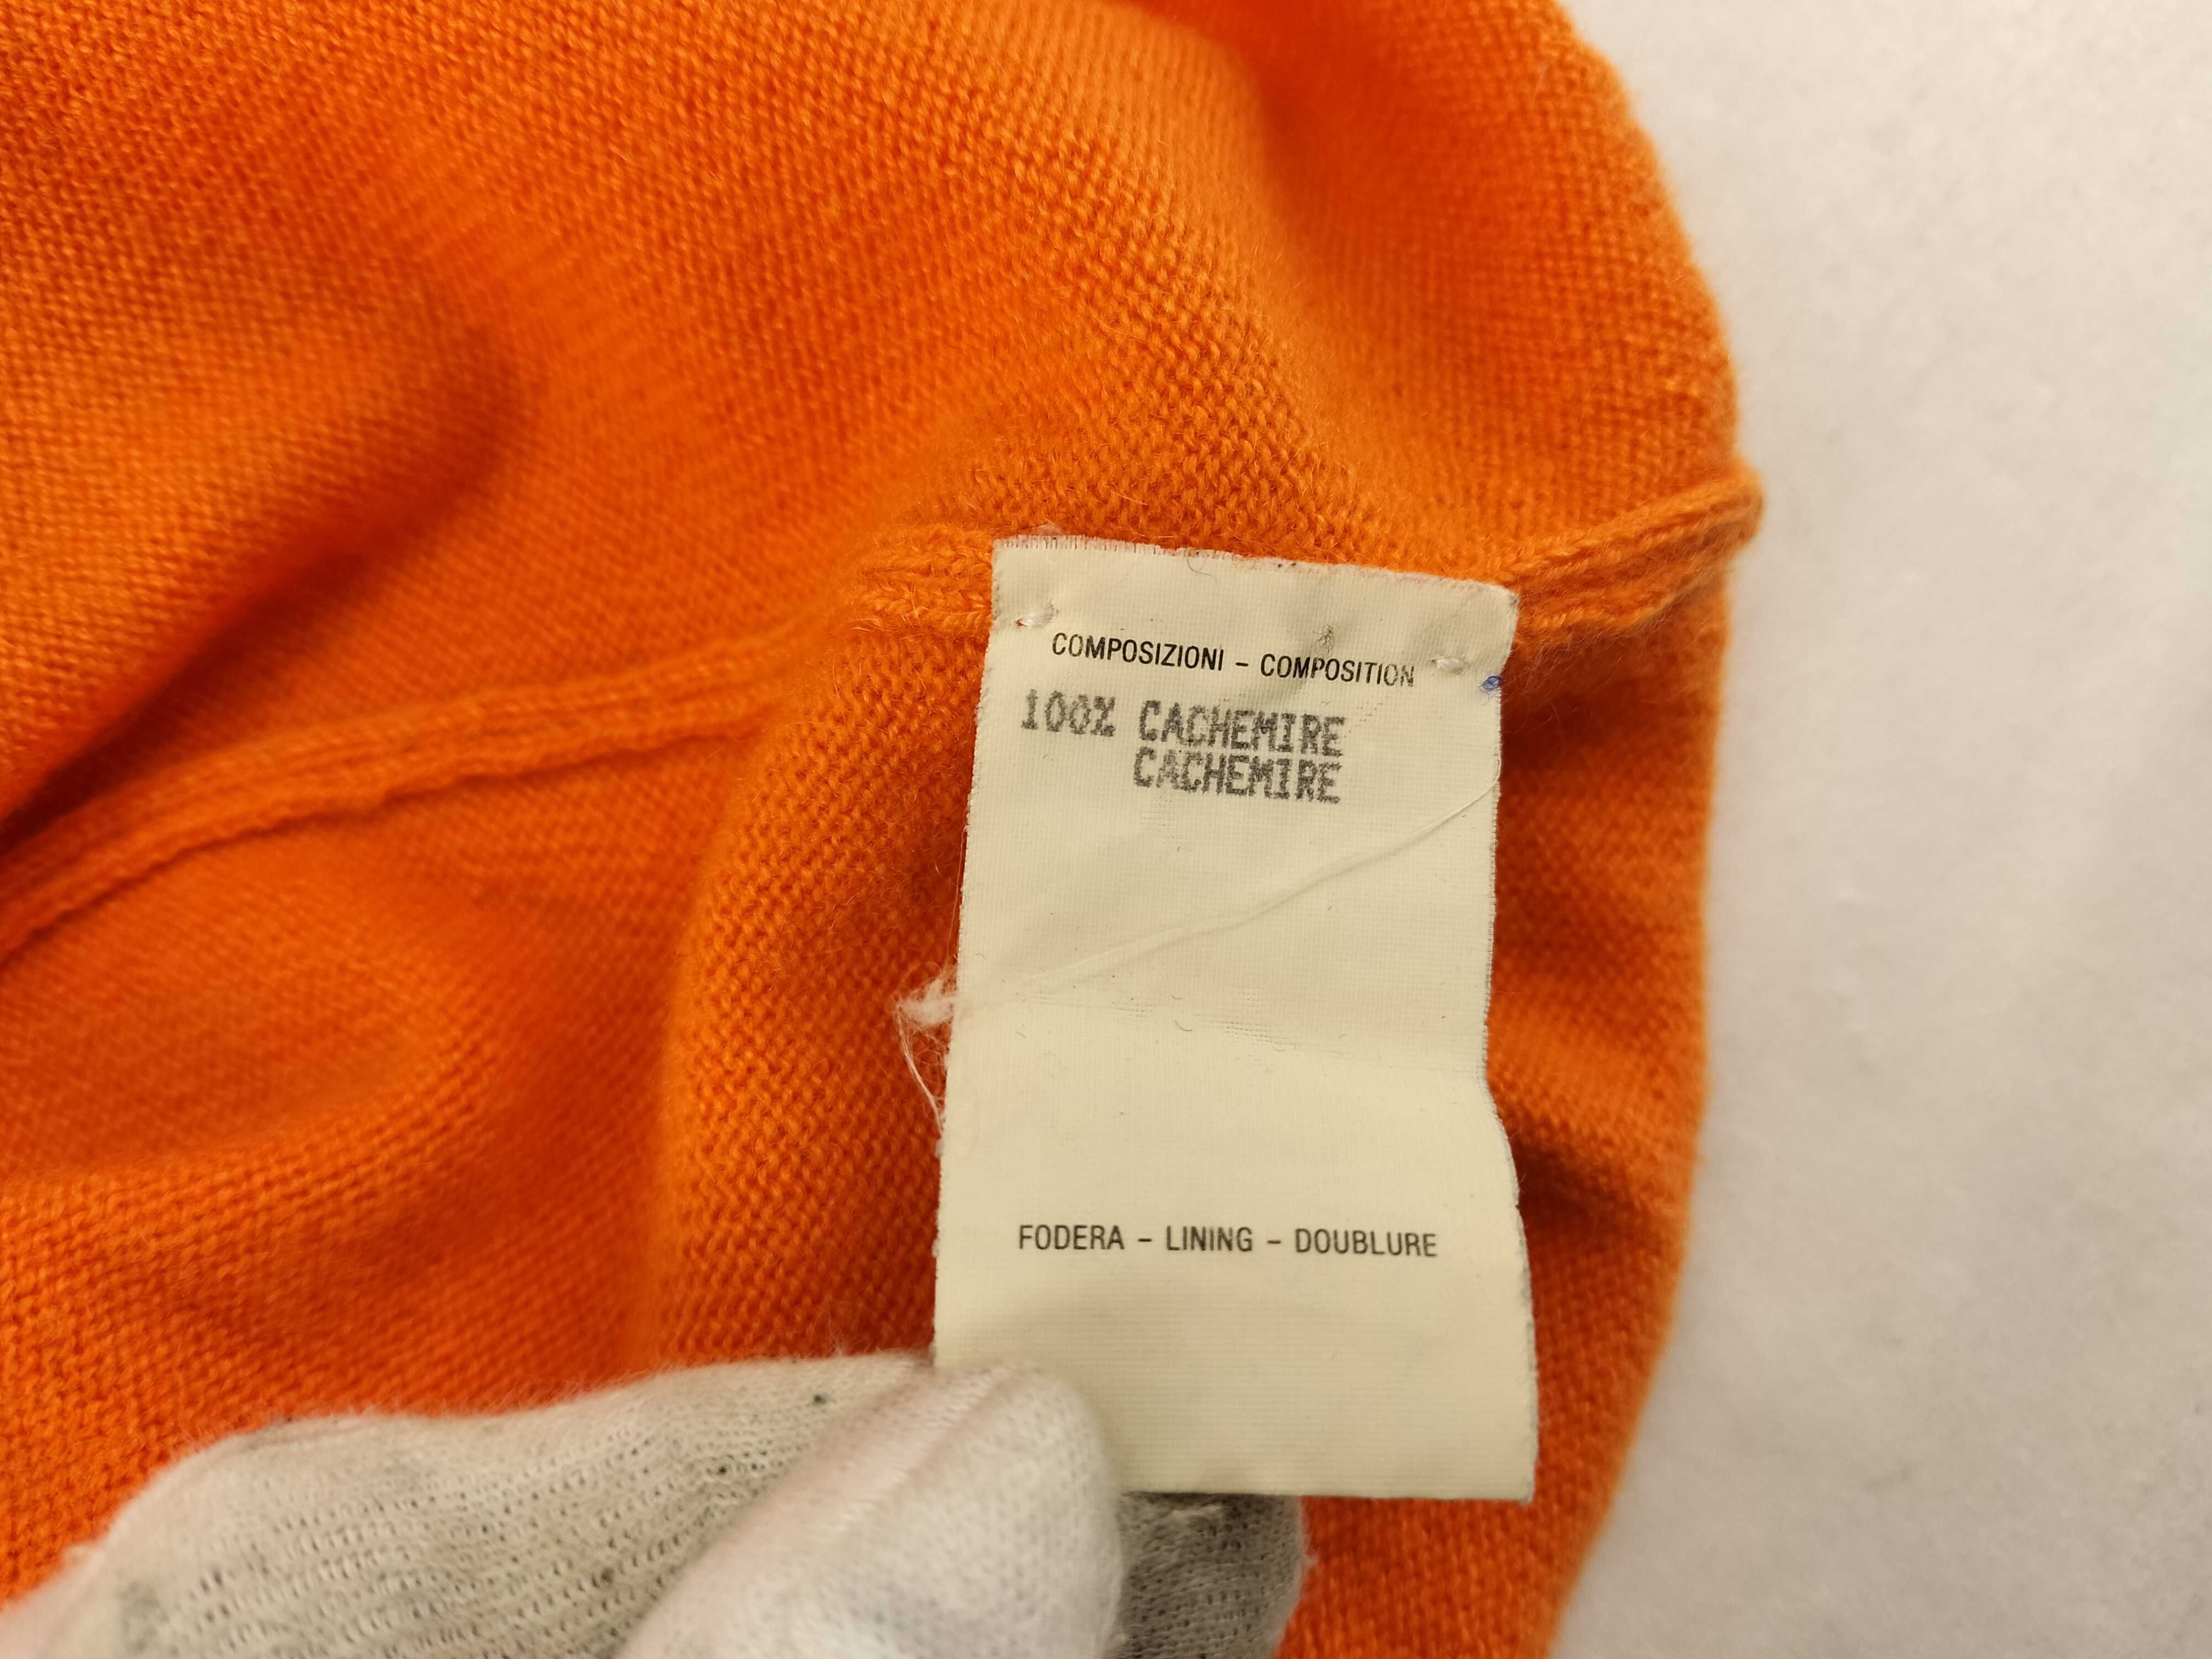 COMPOSIZIONI - COMPOSITION
100% CACHEMIRE
CACHEMIRE
FODERA - LINING - DOUBLURE